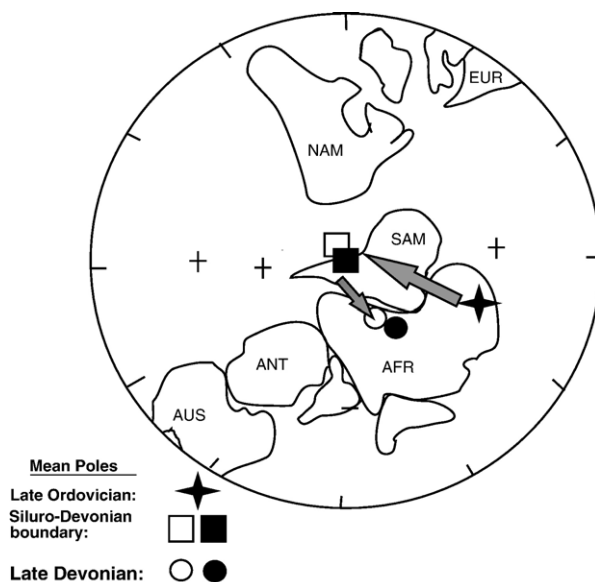 EUR
NAM
SAM
ANT
AFR
AUS
Mean Poles
Late Ordovician:
Siluro-Devonian
boundary:
Late Devonian: